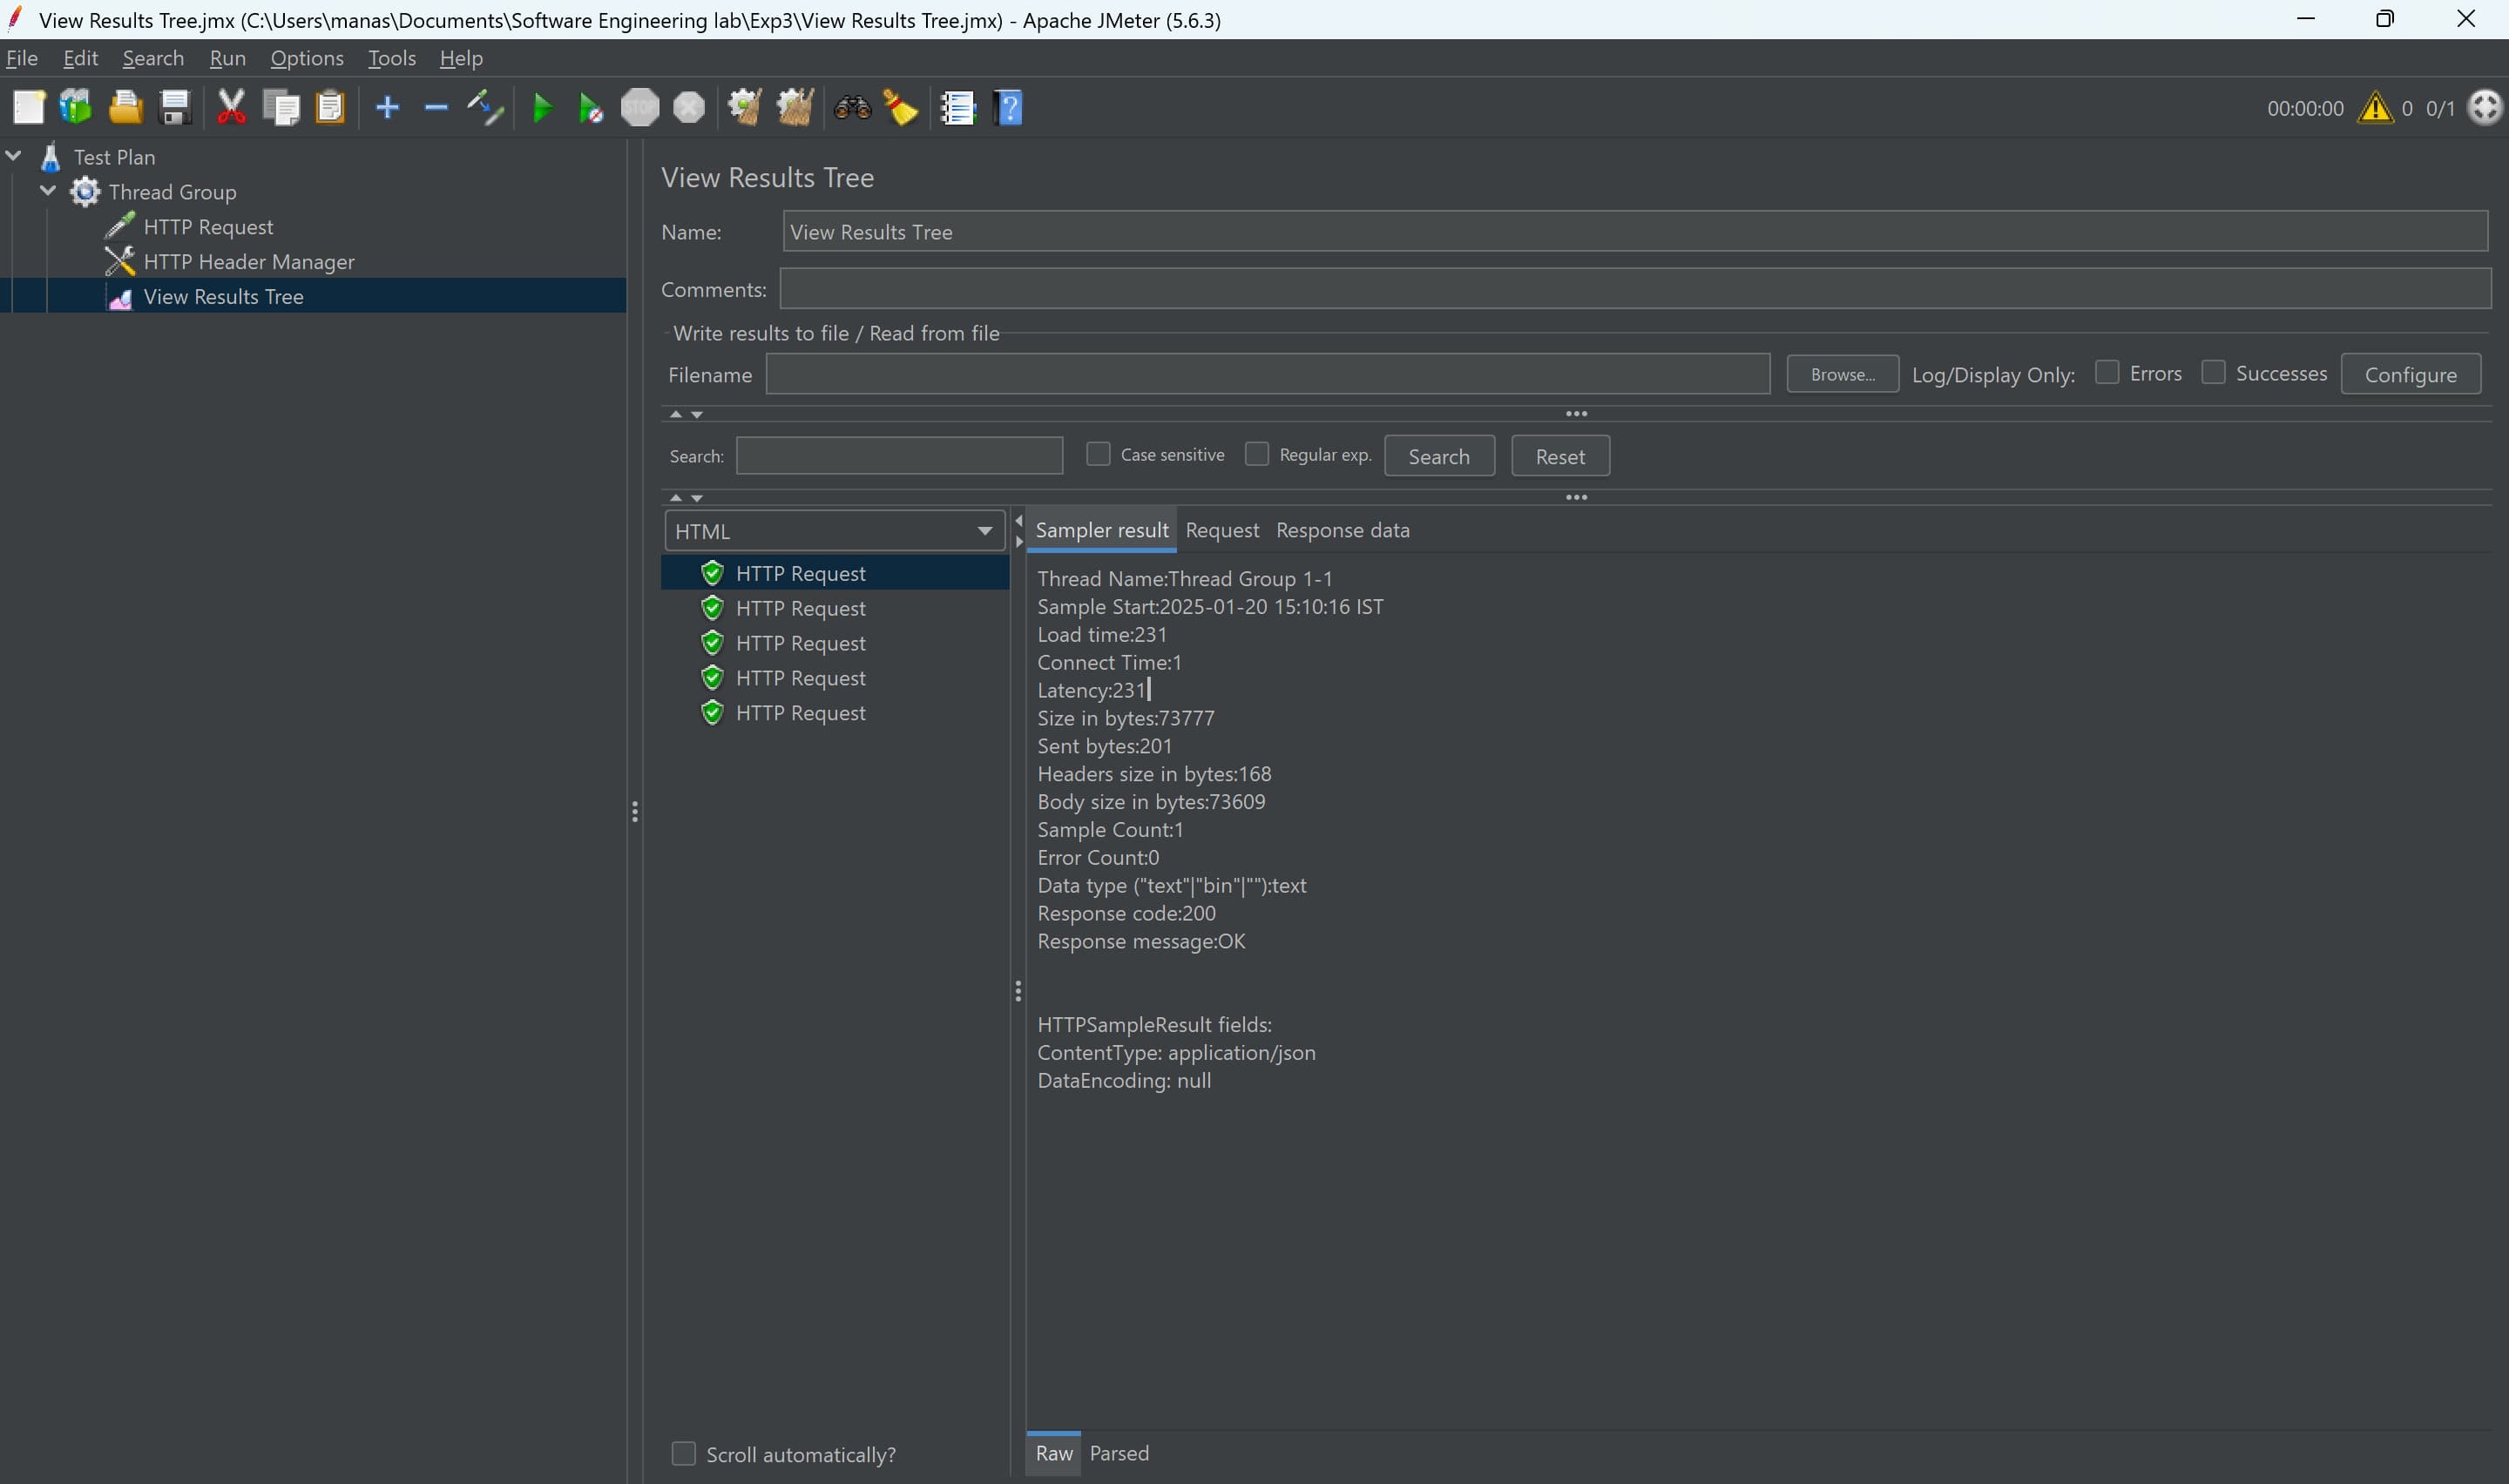 View Results Tree.jmx (C:\Users\manas\Documents\Software Engineering lab\Exp3\View Results Tree.jmx) - Apache JMeter (5.6.3)
File Edit Search Run Options Tools Help
STOP
00:00:00 0 0/1
Test Plan
Thread Group
HTTP Request
HTTP Header Manager
View Results Tree
View Results Tree
Name: View Results Tree
Comments:
Write results to file / Read from file
Filename Browse... Log/Display Only: Errors Successes Configure
Search: Case sensitive Regular exp. Search Reset
HTML
HTTP Request
HTTP Request
HTTP Request
HTTP Request
HTTP Request
Scroll automatically?
Sampler result Request Response data
Thread Name:Thread Group 1-1
Sample Start:2025-01-20 15:10:16 IST
Load time:231
Connect Time:1
Latency:231
Size in bytes:73777
Sent bytes:201
Headers size in bytes:168
Body size in bytes:73609
Sample Count:1
Error Count:0
Data type ("text"|"bin"|""):text
Response code:200
Response message:OK
HTTPSampleResult fields:
ContentType: application/json
DataEncoding: null
Raw Parsed